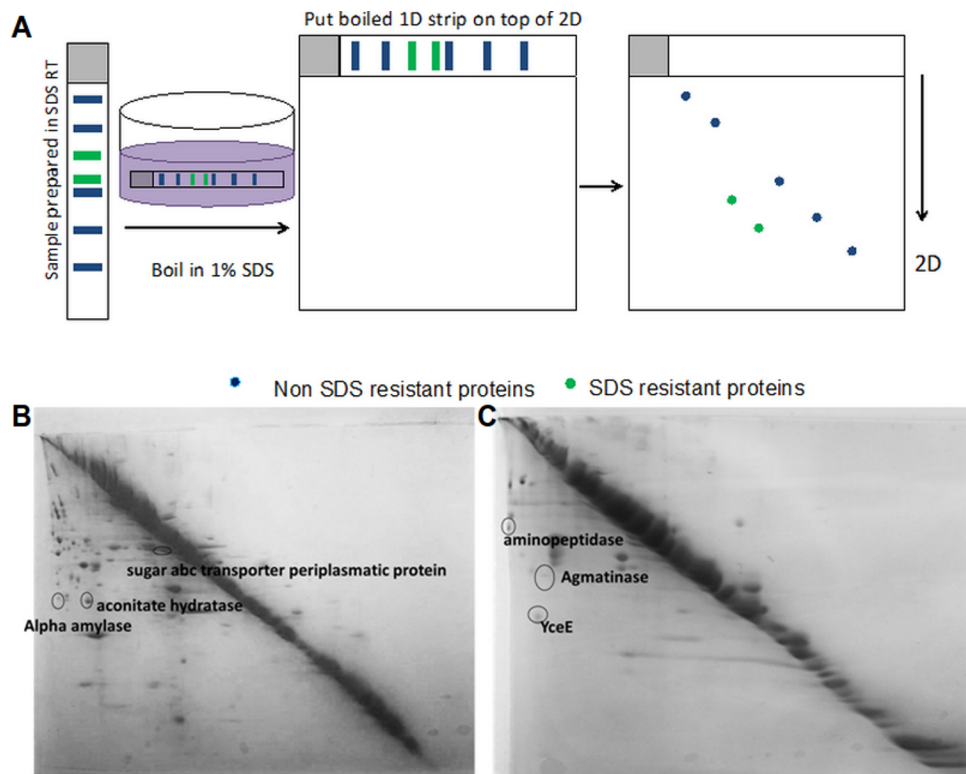 A
Put boiled 1D strip on top of 2D
Sample prepared in SDS RT
Boil in 1% SDS
2D
Non SDS resistant proteins
SDS resistant proteins
B
sugar abc transporter periplasmatic protein
aconitate hydratase
Alpha amylase
C
aminopeptidase
Agmatinase
YceE